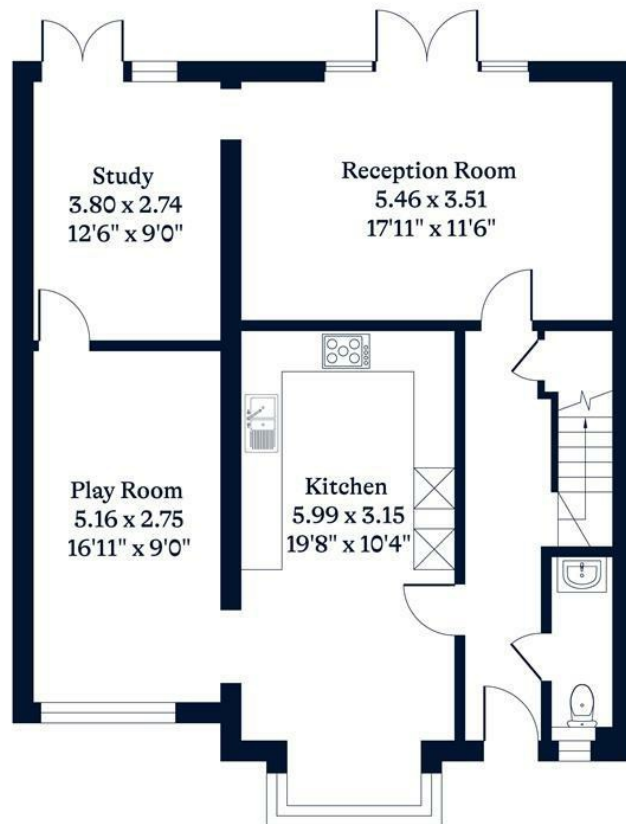 Study
3.80 x 2.74
12'6" x 9'0"
Reception Room
5.46 x 3.51
17'11" x 11'6"
Play Room
5.16 x 2.75
16'11" x 9'0"
Kitchen
5.99 x 3.15
19'8" x 10'4"